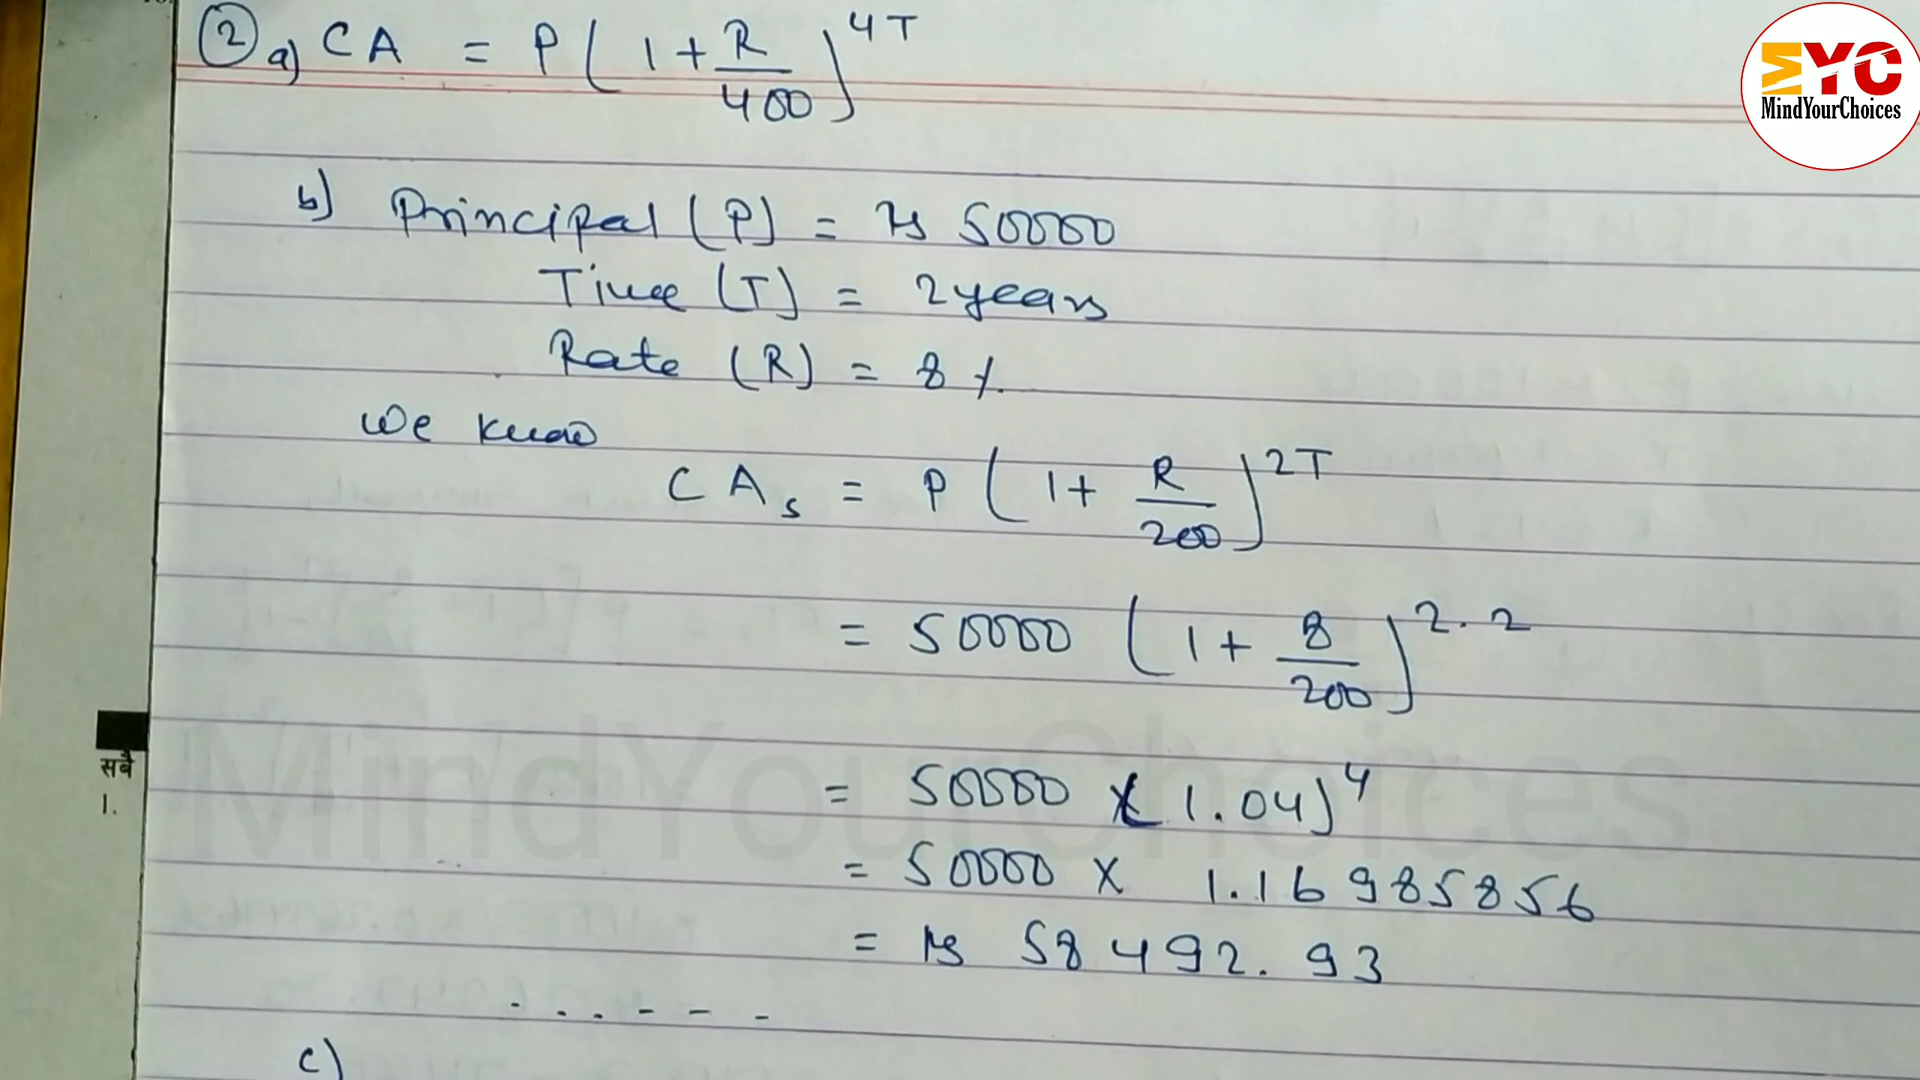 ② a) CA = P(1+R/400)^4T
MYC
MindYourChoices
b) Principal (P) = Rs 50000
Time (T) = 2 years
Rate (R) = 8 %
We know
CAs = P(1+ R/200)^2T
= 50000 (1+ 8/200)^2.2
= 50000 (1.04)^4
= 50000 × 1.16985856
= Rs 58492.93
c)
सबै
1.
MindYourChoices